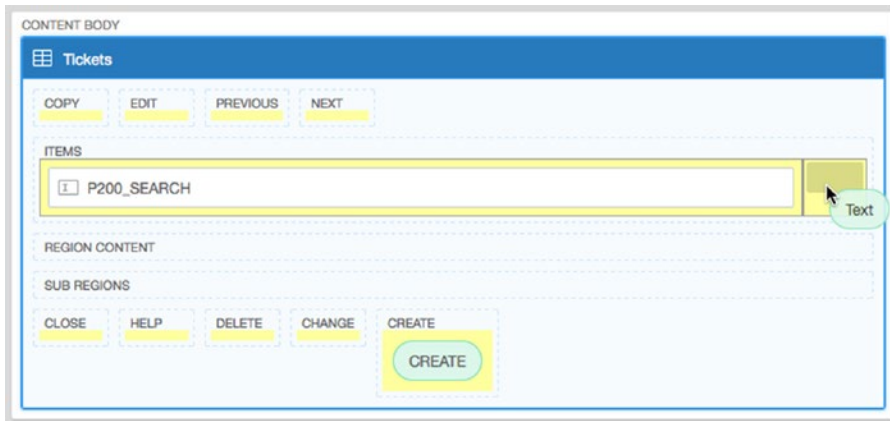 CONTENT BODY
Tickets
COPY EDIT PREVIOUS NEXT
ITEMS
P200_SEARCH
Text
REGION CONTENT
SUB REGIONS
CLOSE HELP DELETE CHANGE CREATE
CREATE